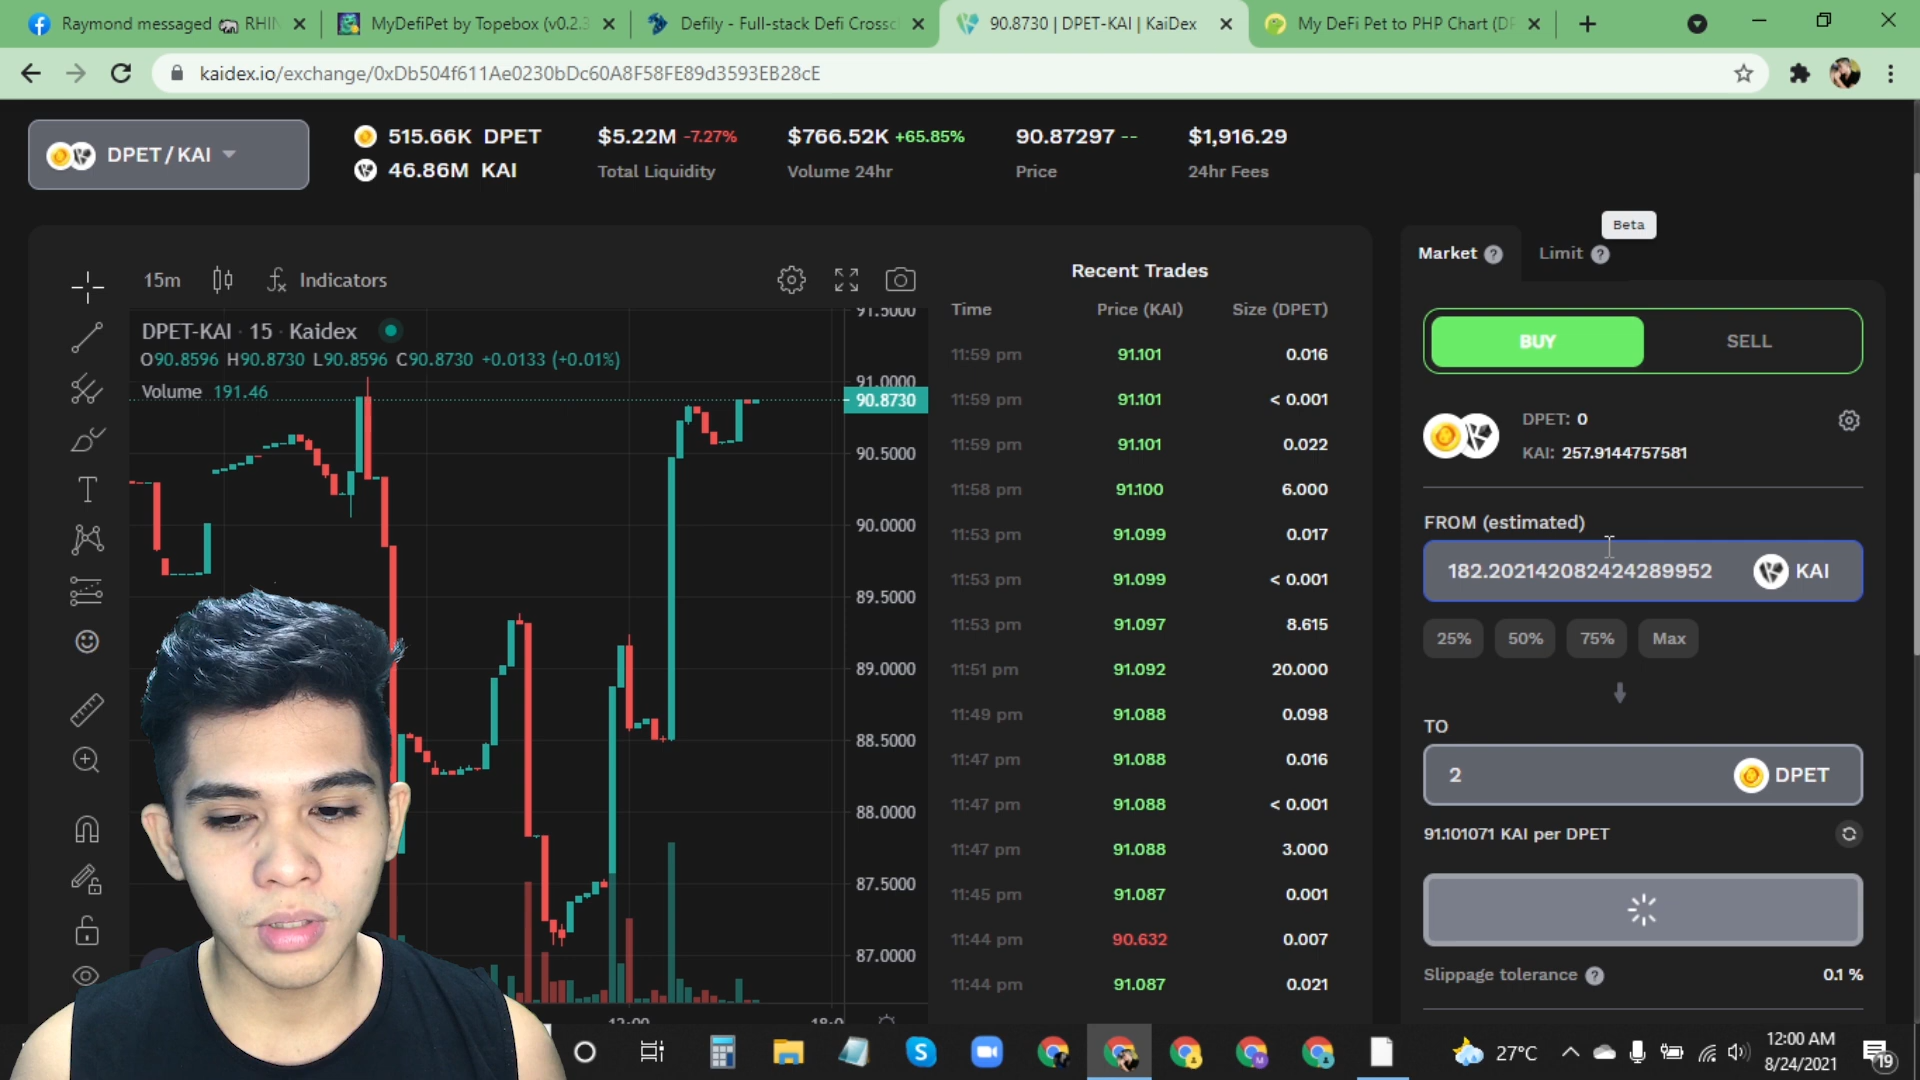 Raymond messaged RHIN
MyDefiPet by Topebox (v0.2.3
Defily - Full-stack Defi Crossc
90.8730 | DPET-KAI | KaiDex
My DeFi Pet to PHP Chart (DP
kaidex.io/exchange/0xDb504f611Ae0230bDc60A8F58FE89d3593EB28cE
DPET / KAI
515.66K DPET
46.86M KAI
$5.22M -7.27%
Total Liquidity
$766.52K +65.85%
Volume 24hr
90.87297 --
Price
$1,916.29
24hr Fees
15m
Indicators
DPET-KAI · 15 · Kaidex
O90.8596 H90.8730 L90.8596 C90.8730 +0.0133 (+0.01%)
Volume 191.46
91.5000
91.0000
90.8730
90.5000
90.0000
89.5000
89.0000
88.5000
88.0000
87.5000
87.0000
12:00
18:0
Recent Trades
Time Price (KAI) Size (DPET)
11:59 pm 91.101 0.016
11:59 pm 91.101 < 0.001
11:59 pm 91.101 0.022
11:58 pm 91.100 6.000
11:53 pm 91.099 0.017
11:53 pm 91.099 < 0.001
11:53 pm 91.097 8.615
11:51 pm 91.092 20.000
11:49 pm 91.088 0.098
11:47 pm 91.088 0.016
11:47 pm 91.088 < 0.001
11:47 pm 91.088 3.000
11:45 pm 91.087 0.001
11:44 pm 90.632 0.007
11:44 pm 91.087 0.021
Beta
Market ? Limit ?
BUY SELL
DPET: 0
KAI: 257.9144757581
FROM (estimated)
182.202142082424289952 KAI
25% 50% 75% Max
TO
2 DPET
91.101071 KAI per DPET
Slippage tolerance ? 0.1 %
27°C
12:00 AM
8/24/2021
19